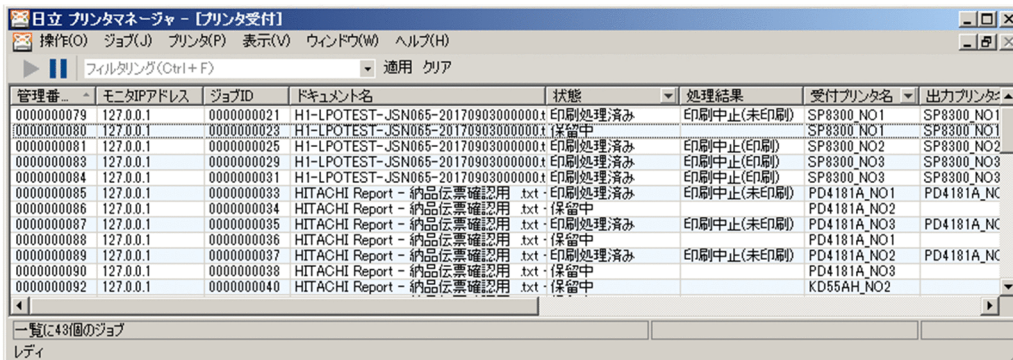 日立 プリンタマネージャ - [プリンタ受付]
操作(O) ジョブ(J) プリンタ(P) 表示(V) ウィンドウ(W) ヘルプ(H)
フィルタリング(Ctrl+F) 適用 クリア
管理番... モニタIPアドレス ジョブID ドキュメント名 状態 処理結果 受付プリンタ名 出力プリンタ名
0000000079 127.0.0.1 0000000021 H1-LPOTEST-JSN065-20170903000000.t 印刷処理済み 印刷中止(未印刷) SP8300_NO1 SP8300_NO1
0000000080 127.0.0.1 0000000023 H1-LPOTEST-JSN065-20170903000000.t 保留中 SP8300_NO1 SP8300_NO1
0000000081 127.0.0.1 0000000025 H1-LPOTEST-JSN065-20170903000000.t 印刷処理済み 印刷中止(印刷) SP8300_NO2 SP8300_NO2
0000000083 127.0.0.1 0000000029 H1-LPOTEST-JSN065-20170903000000.t 印刷処理済み 印刷中止(未印刷) SP8300_NO3 SP8300_NO3
0000000084 127.0.0.1 0000000031 H1-LPOTEST-JSN065-20170903000000.t 印刷処理済み 印刷中止(印刷) SP8300_NO3 SP8300_NO3
0000000085 127.0.0.1 0000000033 HITACHI Report - 納品伝票確認用 .txt - 印刷処理済み 印刷中止(未印刷) PD4181A_NO1 PD4181A_NC
0000000086 127.0.0.1 0000000034 HITACHI Report - 納品伝票確認用 .txt - 保留中 PD4181A_NO2
0000000087 127.0.0.1 0000000035 HITACHI Report - 納品伝票確認用 .txt - 印刷処理済み 印刷中止(未印刷) PD4181A_NO3 PD4181A_NC
0000000088 127.0.0.1 0000000036 HITACHI Report - 納品伝票確認用 .txt - 保留中 PD4181A_NO1
0000000089 127.0.0.1 0000000037 HITACHI Report - 納品伝票確認用 .txt - 印刷処理済み 印刷中止(未印刷) PD4181A_NO2 PD4181A_NC
0000000090 127.0.0.1 0000000038 HITACHI Report - 納品伝票確認用 .txt - 保留中 PD4181A_NO3
0000000092 127.0.0.1 0000000040 HITACHI Report - 納品伝票確認用 .txt - 保留中 KD55AH_NO2
一覧に43個のジョブ
レディ